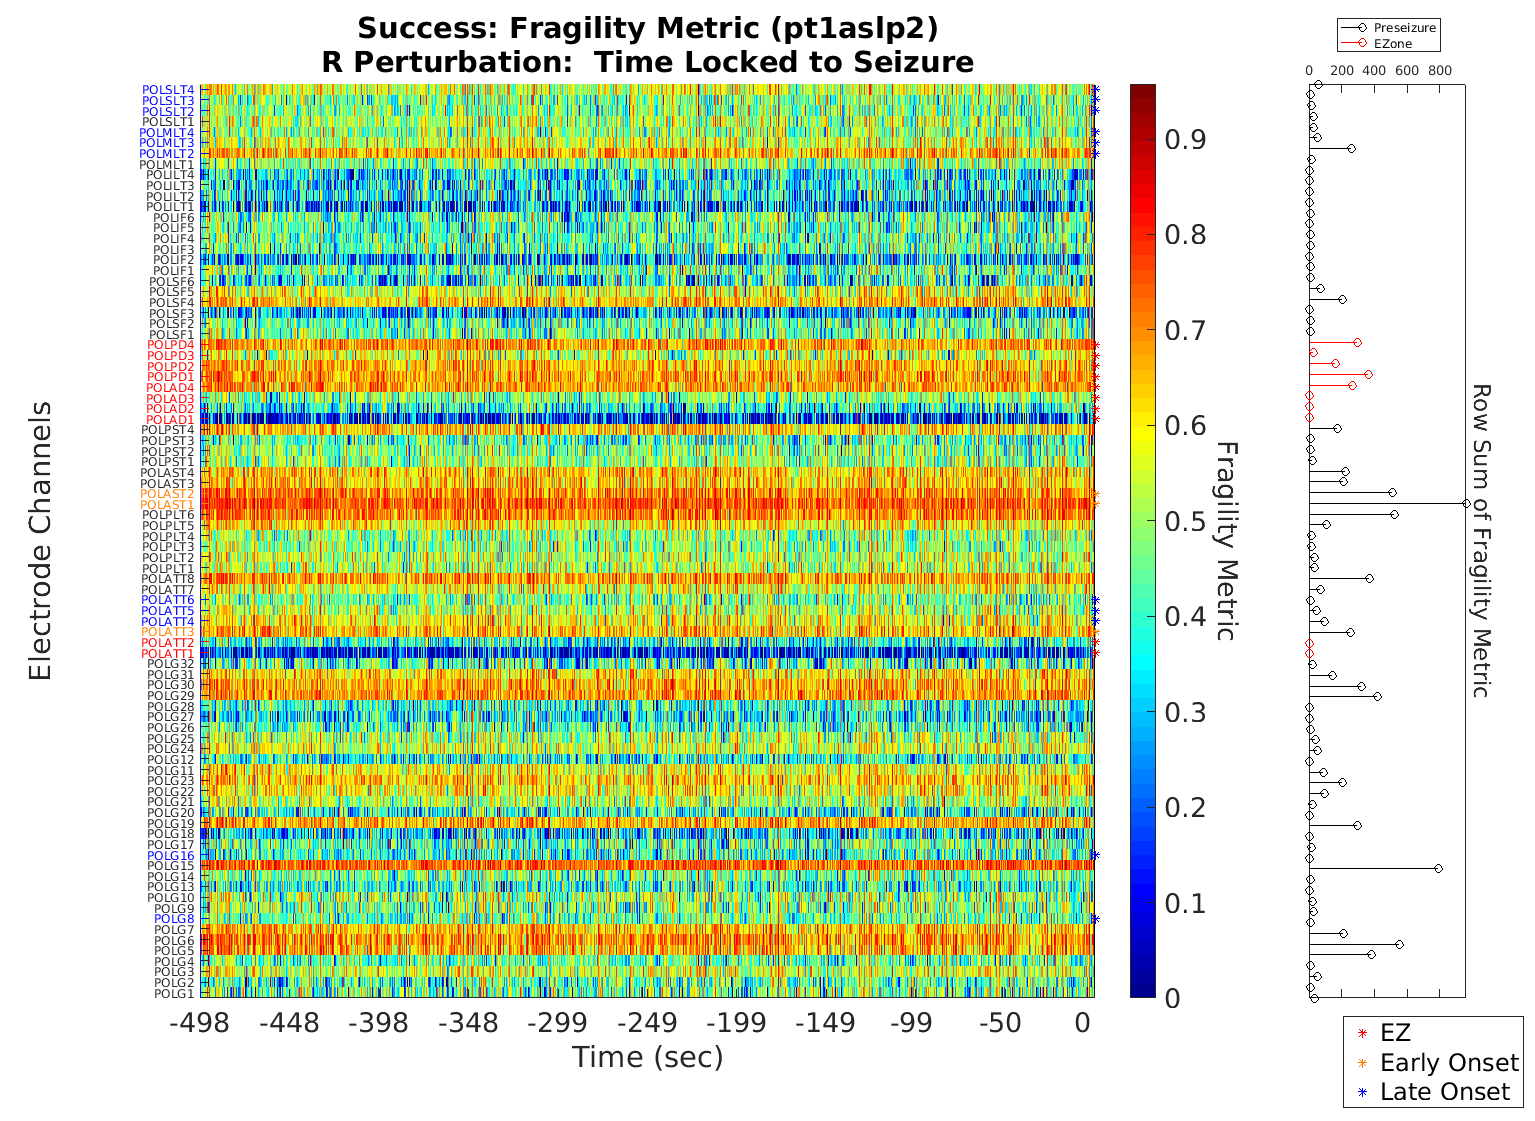 Success: Fragility Metric (pt1aslp2)
R Perturbation:  Time Locked to Seizure
Preseizure
EZone
0 200 400 600 800
Electrode Channels
POLSLT4
POLSLT3
POLSLT2
POLSLT1
POLMLT4
POLMLT3
POLMLT2
POLMLT1
POLILT4
POLILT3
POLILT2
POLILT1
POLIF6
POLIF5
POLIF4
POLIF3
POLIF2
POLIF1
POLSF6
POLSF5
POLSF4
POLSF3
POLSF2
POLSF1
POLPD4
POLPD3
POLPD2
POLPD1
POLAD4
POLAD3
POLAD2
POLAD1
POLPST4
POLPST3
POLPST2
POLPST1
POLAST4
POLAST3
POLAST2
POLAST1
POLPLT6
POLPLT5
POLPLT4
POLPLT3
POLPLT2
POLPLT1
POLATT8
POLATT7
POLATT6
POLATT5
POLATT4
POLATT3
POLATT2
POLATT1
POLG32
POLG31
POLG30
POLG29
POLG28
POLG27
POLG26
POLG25
POLG24
POLG12
POLG11
POLG23
POLG22
POLG21
POLG20
POLG19
POLG18
POLG17
POLG16
POLG15
POLG14
POLG13
POLG10
POLG9
POLG8
POLG7
POLG6
POLG5
POLG4
POLG3
POLG2
POLG1
-498 -448 -398 -348 -299 -249 -199 -149 -99 -50 0
Time (sec)
0.9
0.8
0.7
0.6
0.5
0.4
0.3
0.2
0.1
0
Fragility Metric
Row Sum of Fragility Metric
EZ
Early Onset
Late Onset